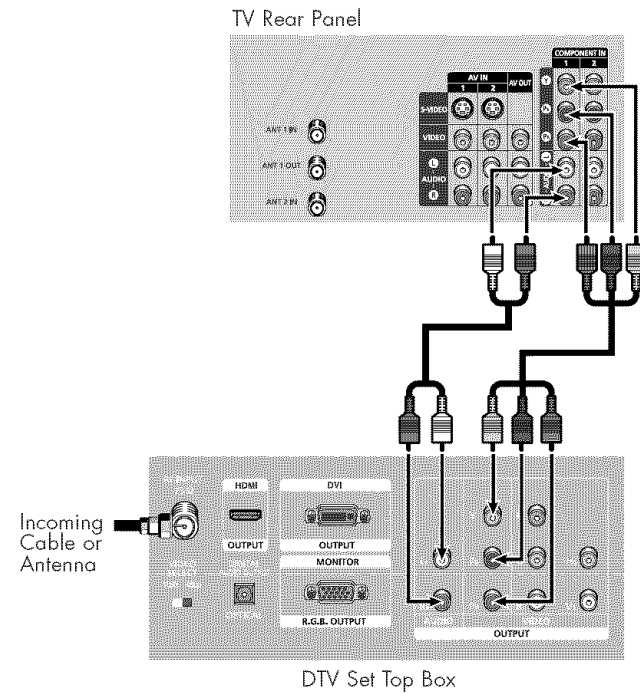 TV Rear Panel
COMPONENT IN
1 2
AV IN
1 2
AV OUT
S-VIDEO
VIDEO
L
AUDIO
R
ANT 1 IN
ANT 1 OUT
ANT 2 IN
Incoming
Cable or
Antenna
HDMI
OUTPUT
DVI
OUTPUT
MONITOR
R.G.B. OUTPUT
OPTICAL
AUDIO
VIDEO
OUTPUT
DTV Set Top Box